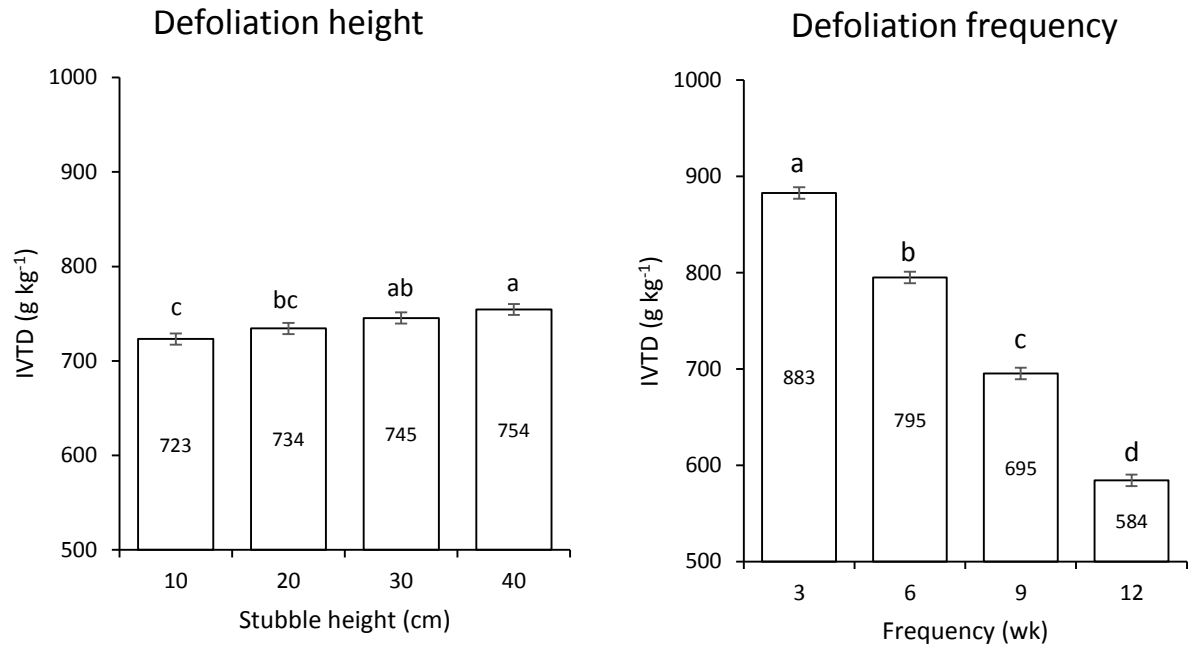 Defoliation height
1000
900
800
700
600
500
IVTD (g kg⁻¹)
c
bc
ab
a
723
734
745
754
10
20
30
40
Stubble height (cm)
Defoliation frequency
1000
900
800
700
600
500
IVTD (g kg⁻¹)
a
b
c
d
883
795
695
584
3
6
9
12
Frequency (wk)